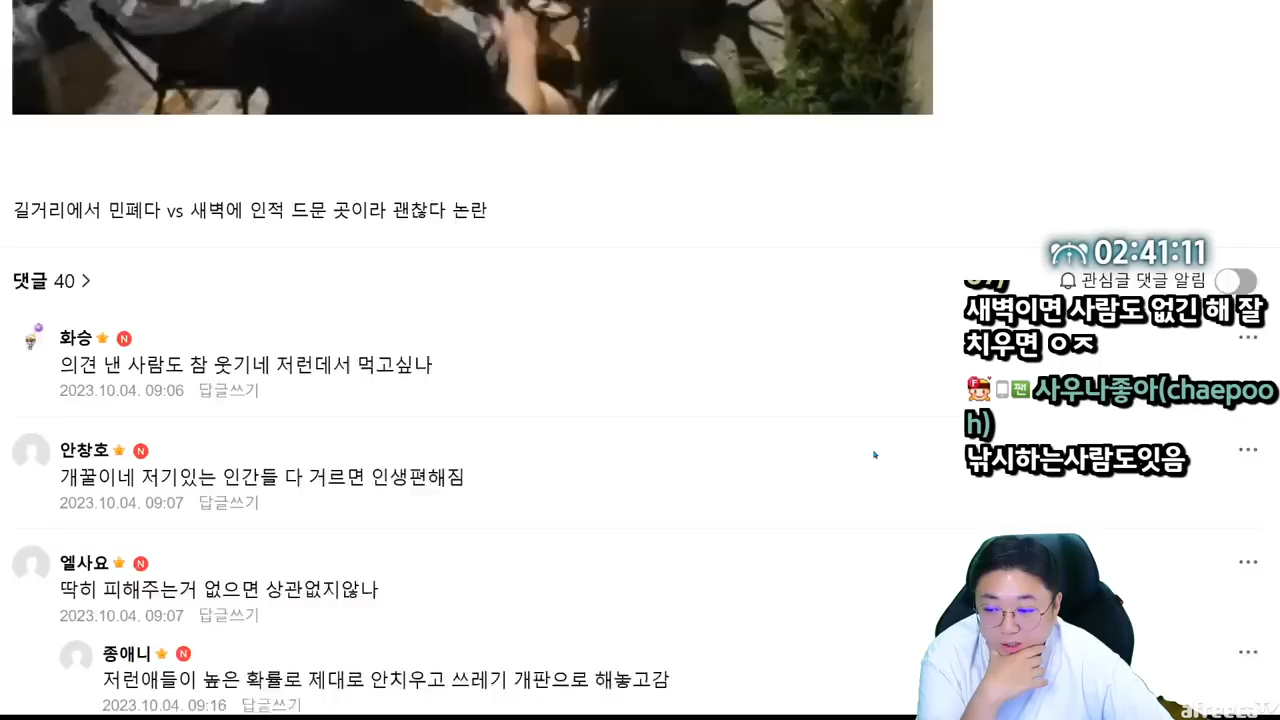 길거리에서 민폐다 vs 새벽에 인적 드문 곳이라 괜찮다 논란
02:41:11
댓글 40
관심글 댓글 알림
새벽이면 사람도 없긴 해 잘
치우면 ㅇㅈ
화승 N
의견 낸 사람도 참 웃기네 저런데서 먹고싶나
2023.10.04. 09:06 답글쓰기
F 팬 사우나좋아(chaepoo
h)
낚시하는사람도잇음
안창호 N
개꿀이네 저기있는 인간들 다 거르면 인생편해짐
2023.10.04. 09:07 답글쓰기
엘사요 N
딱히 피해주는거 없으면 상관없지않나
2023.10.04. 09:07 답글쓰기
종애니 N
저런애들이 높은 확률로 제대로 안치우고 쓰레기 개판으로 해놓고감
2023.10.04. 09:16 답글쓰기
afreecaTV